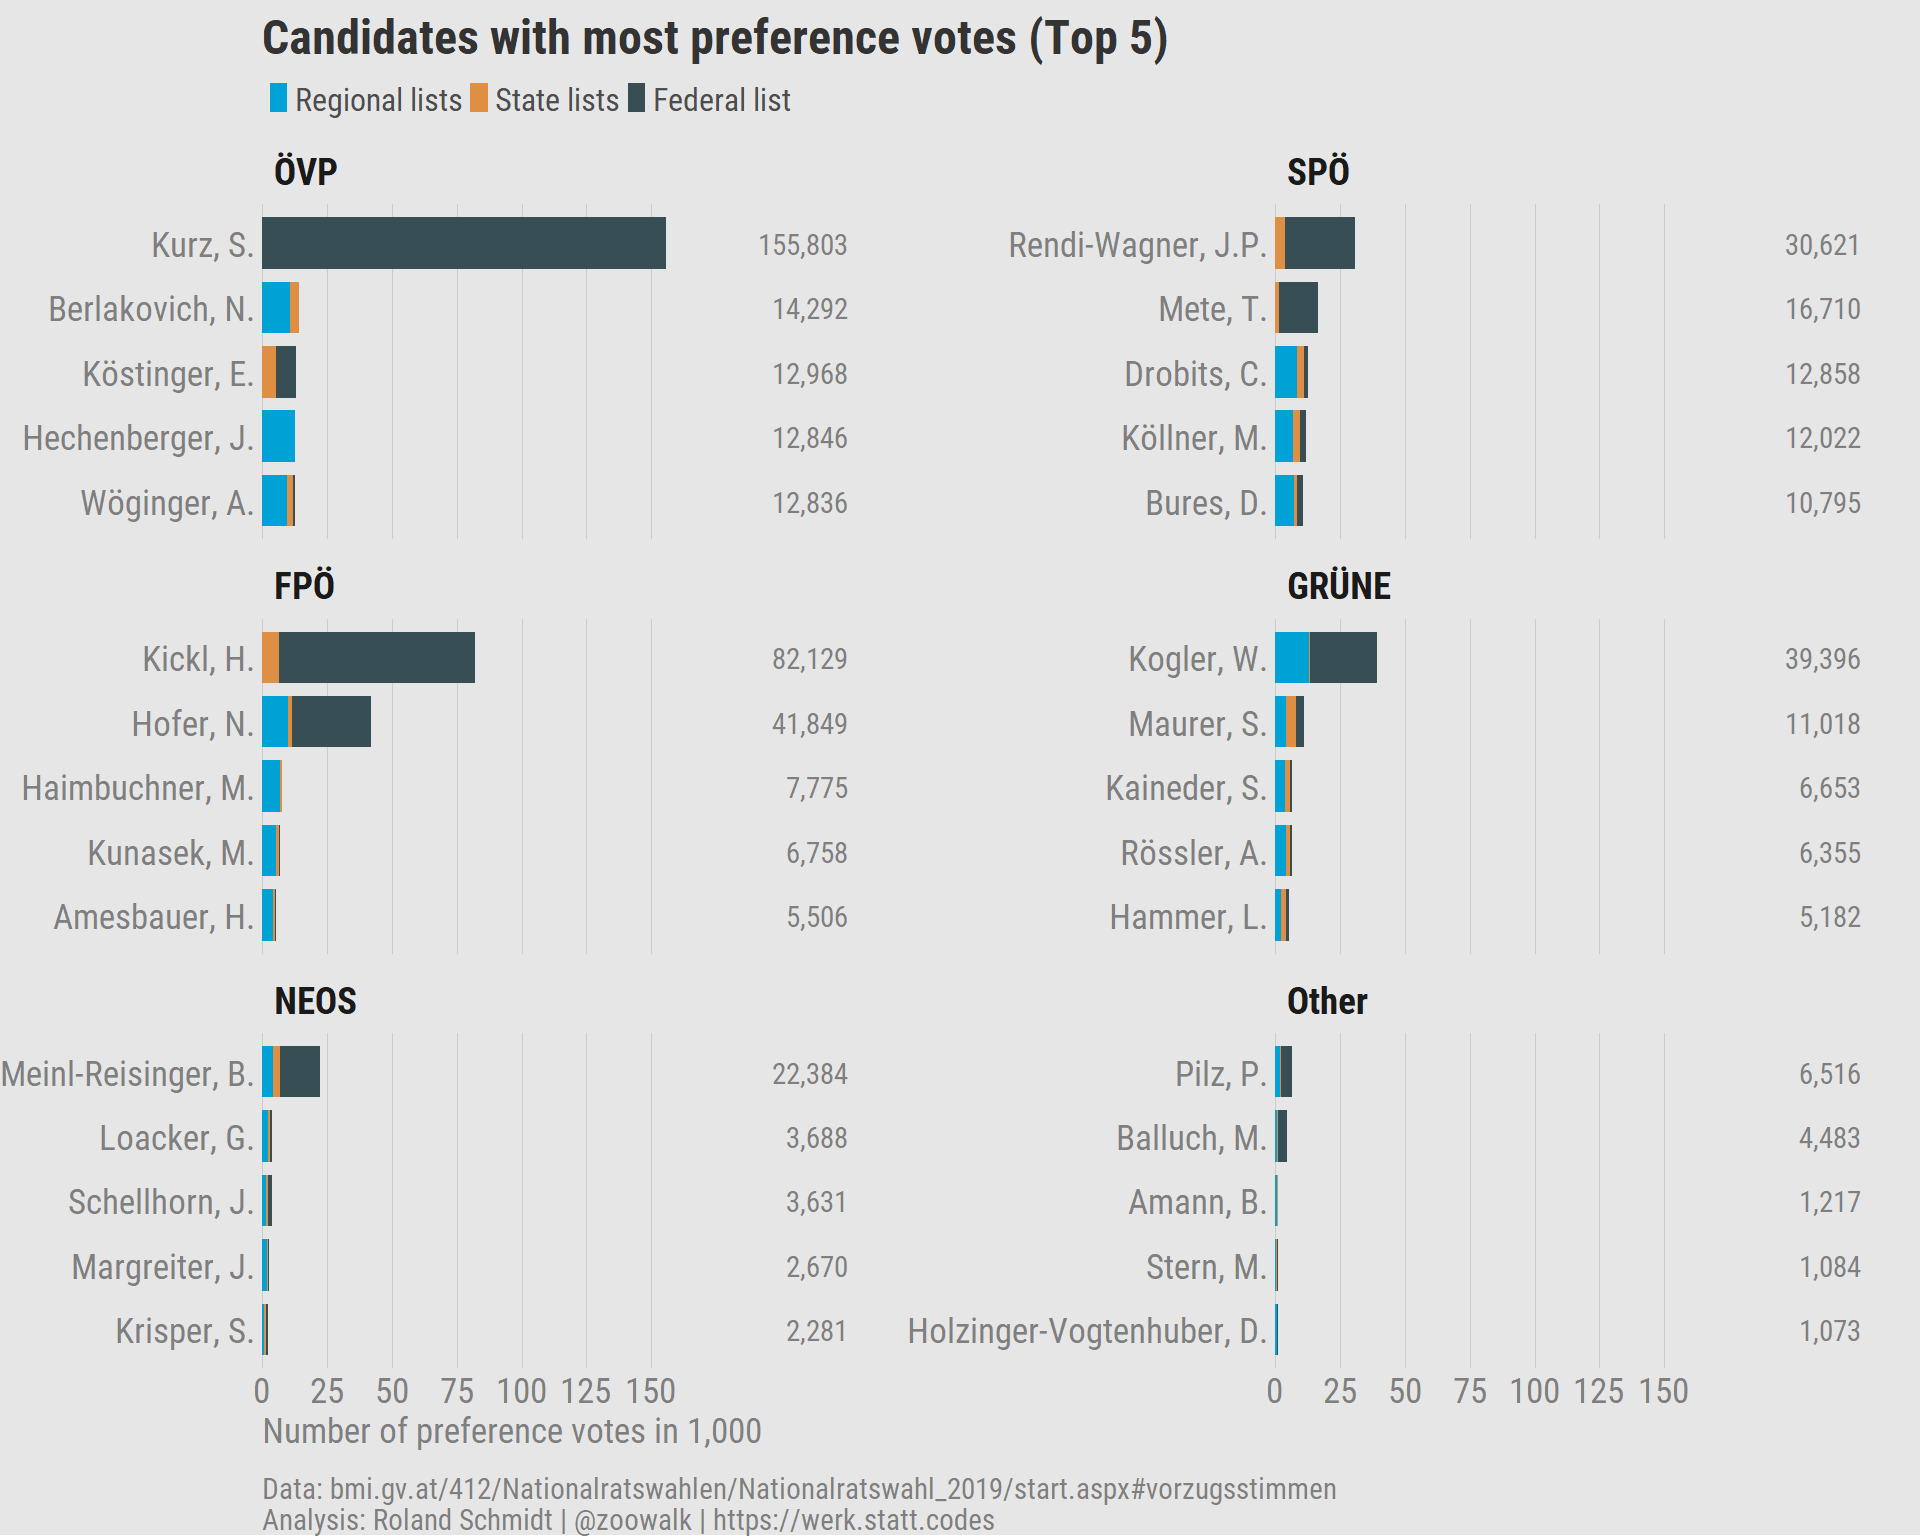 Candidates with most preference votes (Top 5)
Regional lists State lists Federal list
ÖVP
Kurz, S. 155,803
Berlakovich, N. 14,292
Köstinger, E. 12,968
Hechenberger, J. 12,846
Wöginger, A. 12,836
SPÖ
Rendi-Wagner, J.P. 30,621
Mete, T. 16,710
Drobits, C. 12,858
Köllner, M. 12,022
Bures, D. 10,795
FPÖ
Kickl, H. 82,129
Hofer, N. 41,849
Haimbuchner, M. 7,775
Kunasek, M. 6,758
Amesbauer, H. 5,506
GRÜNE
Kogler, W. 39,396
Maurer, S. 11,018
Kaineder, S. 6,653
Rössler, A. 6,355
Hammer, L. 5,182
NEOS
Meinl-Reisinger, B. 22,384
Loacker, G. 3,688
Schellhorn, J. 3,631
Margreiter, J. 2,670
Krisper, S. 2,281
0 25 50 75 100 125 150
Other
Pilz, P. 6,516
Balluch, M. 4,483
Amann, B. 1,217
Stern, M. 1,084
Holzinger-Vogtenhuber, D. 1,073
0 25 50 75 100 125 150
Number of preference votes in 1,000
Data: bmi.gv.at/412/Nationalratswahlen/Nationalratswahl_2019/start.aspx#vorzugsstimmen
Analysis: Roland Schmidt | @zoowalk | https://werk.statt.codes